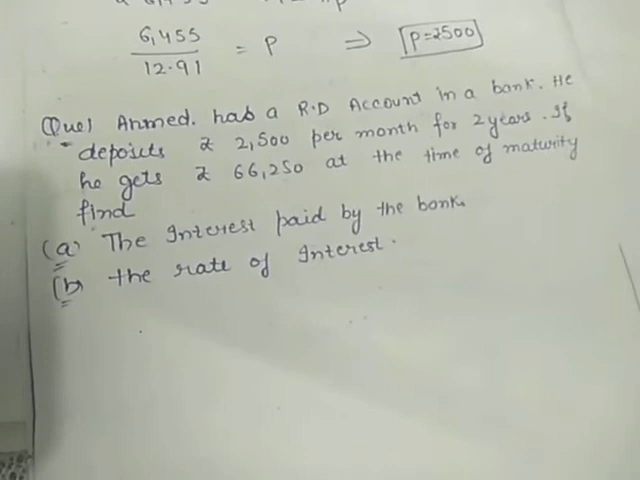 6,455
12.91 = P ⇒ P=2500
Que1 Ahmed. has a R.D Account in a bank. He
deposits ₹ 2,500 per month for 2 years. If
he gets ₹ 66,250 at the time of maturity
find
(a) The Interest paid by the bank.
(b) the rate of Interest.